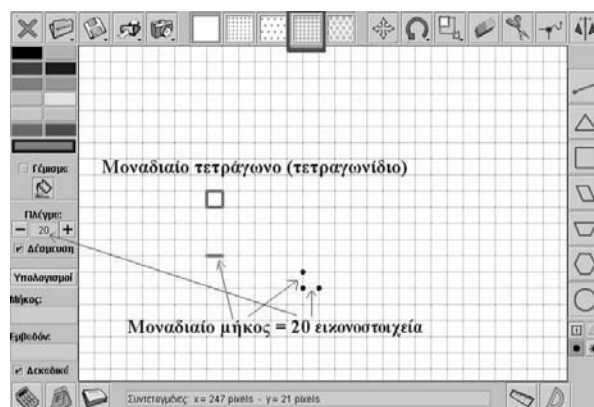 Γέμισμα
Πλέγμα:
20
Δέσμευση
Υπολογισμοί
Μήκος:
Εμβαδόν:
Δεκαδικά
Μοναδιαίο τετράγωνο (τετραγωνίδιο)
Μοναδιαίο μήκος = 20 εικονοστοιχεία
Συντεταγμένες: x = 247 pixels - y = 21 pixels